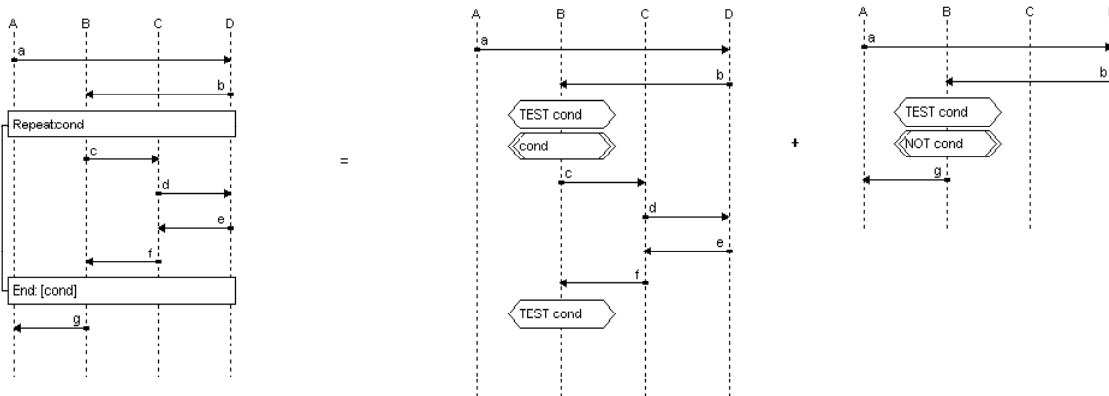 A B C D
a
b
Repeat:cond
c
d
e
f
End: [cond]
g
=
A B C D
a
b
TEST cond
cond
c
d
e
f
TEST cond
+
A B C
a
b
TEST cond
NOT cond
g